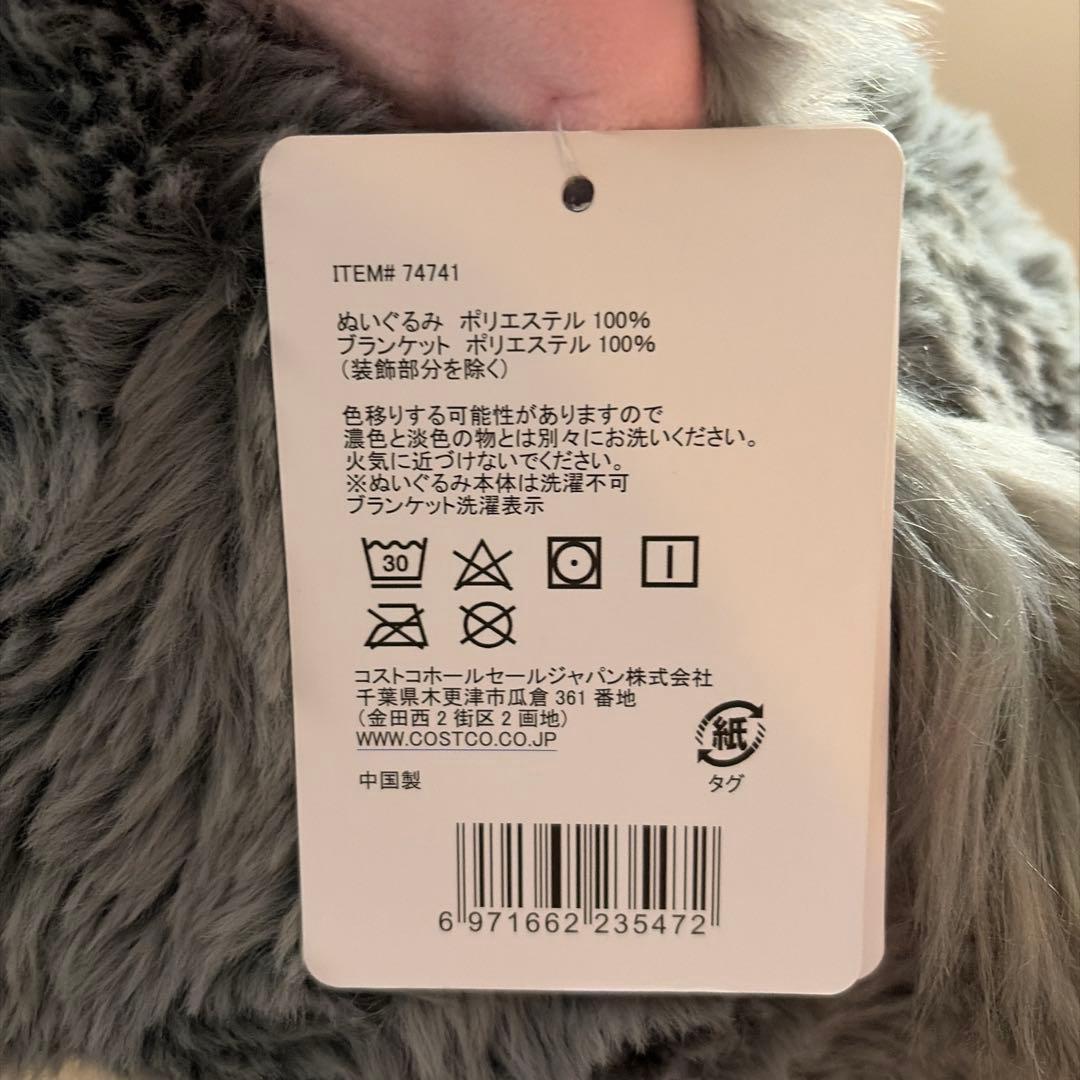 ITEM# 74741
ぬいぐるみ ポリエステル 100%
ブランケット ポリエステル 100%
（装飾部分を除く）
色移りする可能性がありますので
濃色と淡色の物とは別々にお洗いください。
火気に近づけないでください。
※ぬいぐるみ本体は洗濯不可
ブランケット洗濯表示
30
コストコホールセールジャパン株式会社
千葉県木更津市瓜倉 361 番地
（金田西 2 街区 2 画地）
WWW.COSTCO.CO.JP
紙
中国製
タグ
6 971662 235472